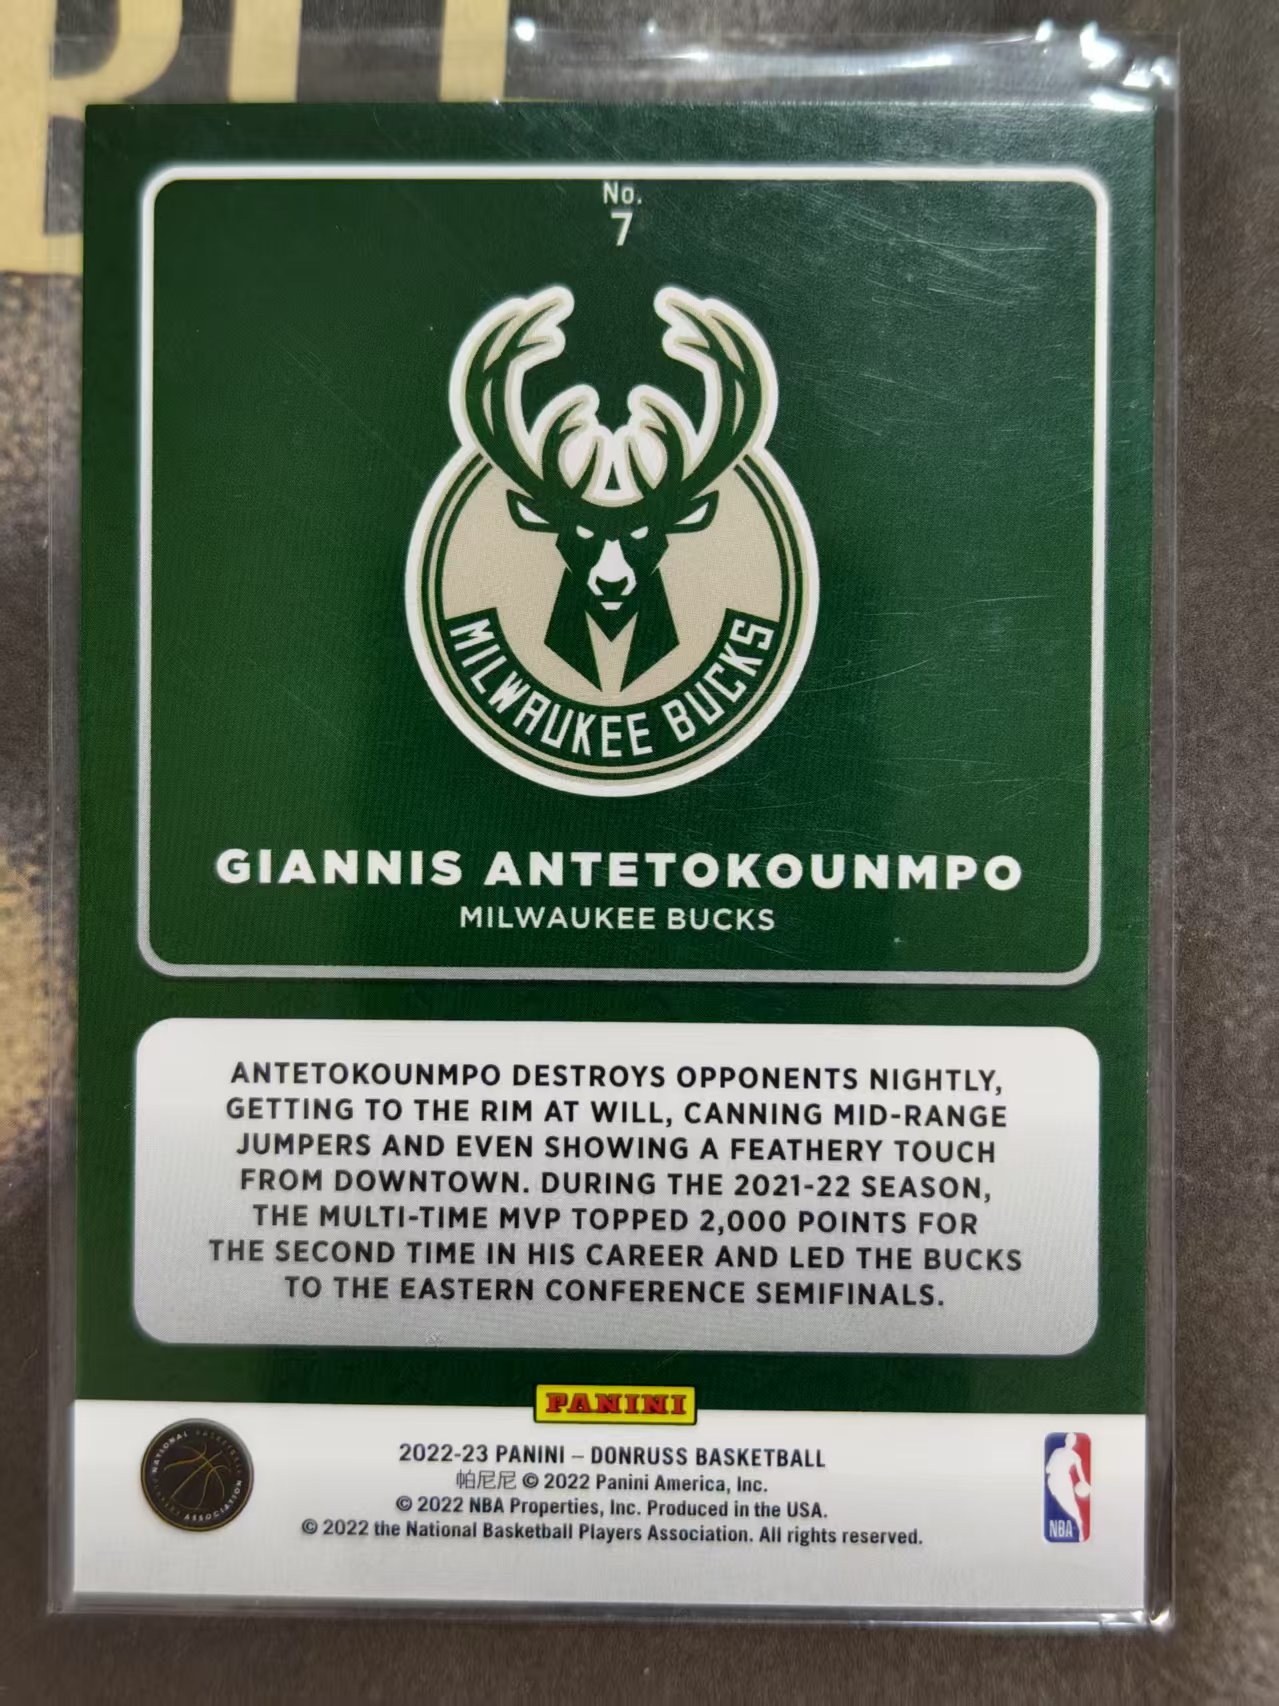 No.
7
MILWAUKEE BUCKS
GIANNIS ANTETOKOUNMPO
MILWAUKEE BUCKS
ANTETOKOUNMPO DESTROYS OPPONENTS NIGHTLY,
GETTING TO THE RIM AT WILL, CANNING MID-RANGE
JUMPERS AND EVEN SHOWING A FEATHERY TOUCH
FROM DOWNTOWN. DURING THE 2021-22 SEASON,
THE MULTI-TIME MVP TOPPED 2,000 POINTS FOR
THE SECOND TIME IN HIS CAREER AND LED THE BUCKS
TO THE EASTERN CONFERENCE SEMIFINALS.
PANINI
2022-23 PANINI – DONRUSS BASKETBALL
帕尼尼 © 2022 Panini America, Inc.
© 2022 NBA Properties, Inc. Produced in the USA.
© 2022 the National Basketball Players Association. All rights reserved.
NATIONAL BASKETBALL
PLAYERS ASSOCIATION
NBA